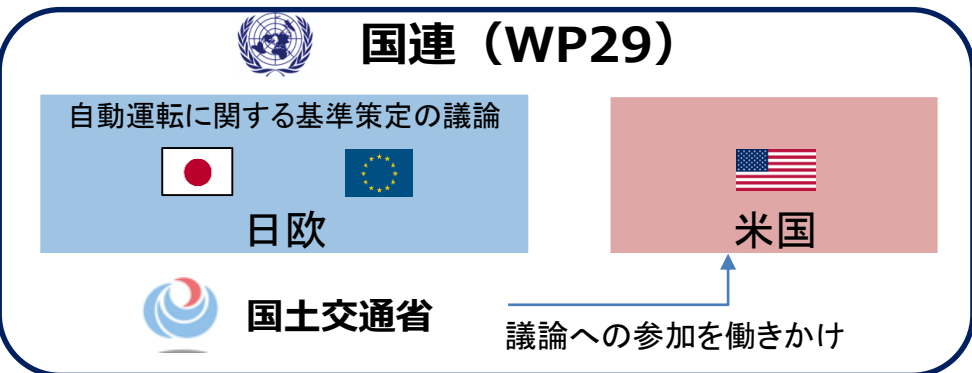 国連（WP29）
自動運転に関する基準策定の議論
日欧
米国
国土交通省
議論への参加を働きかけ